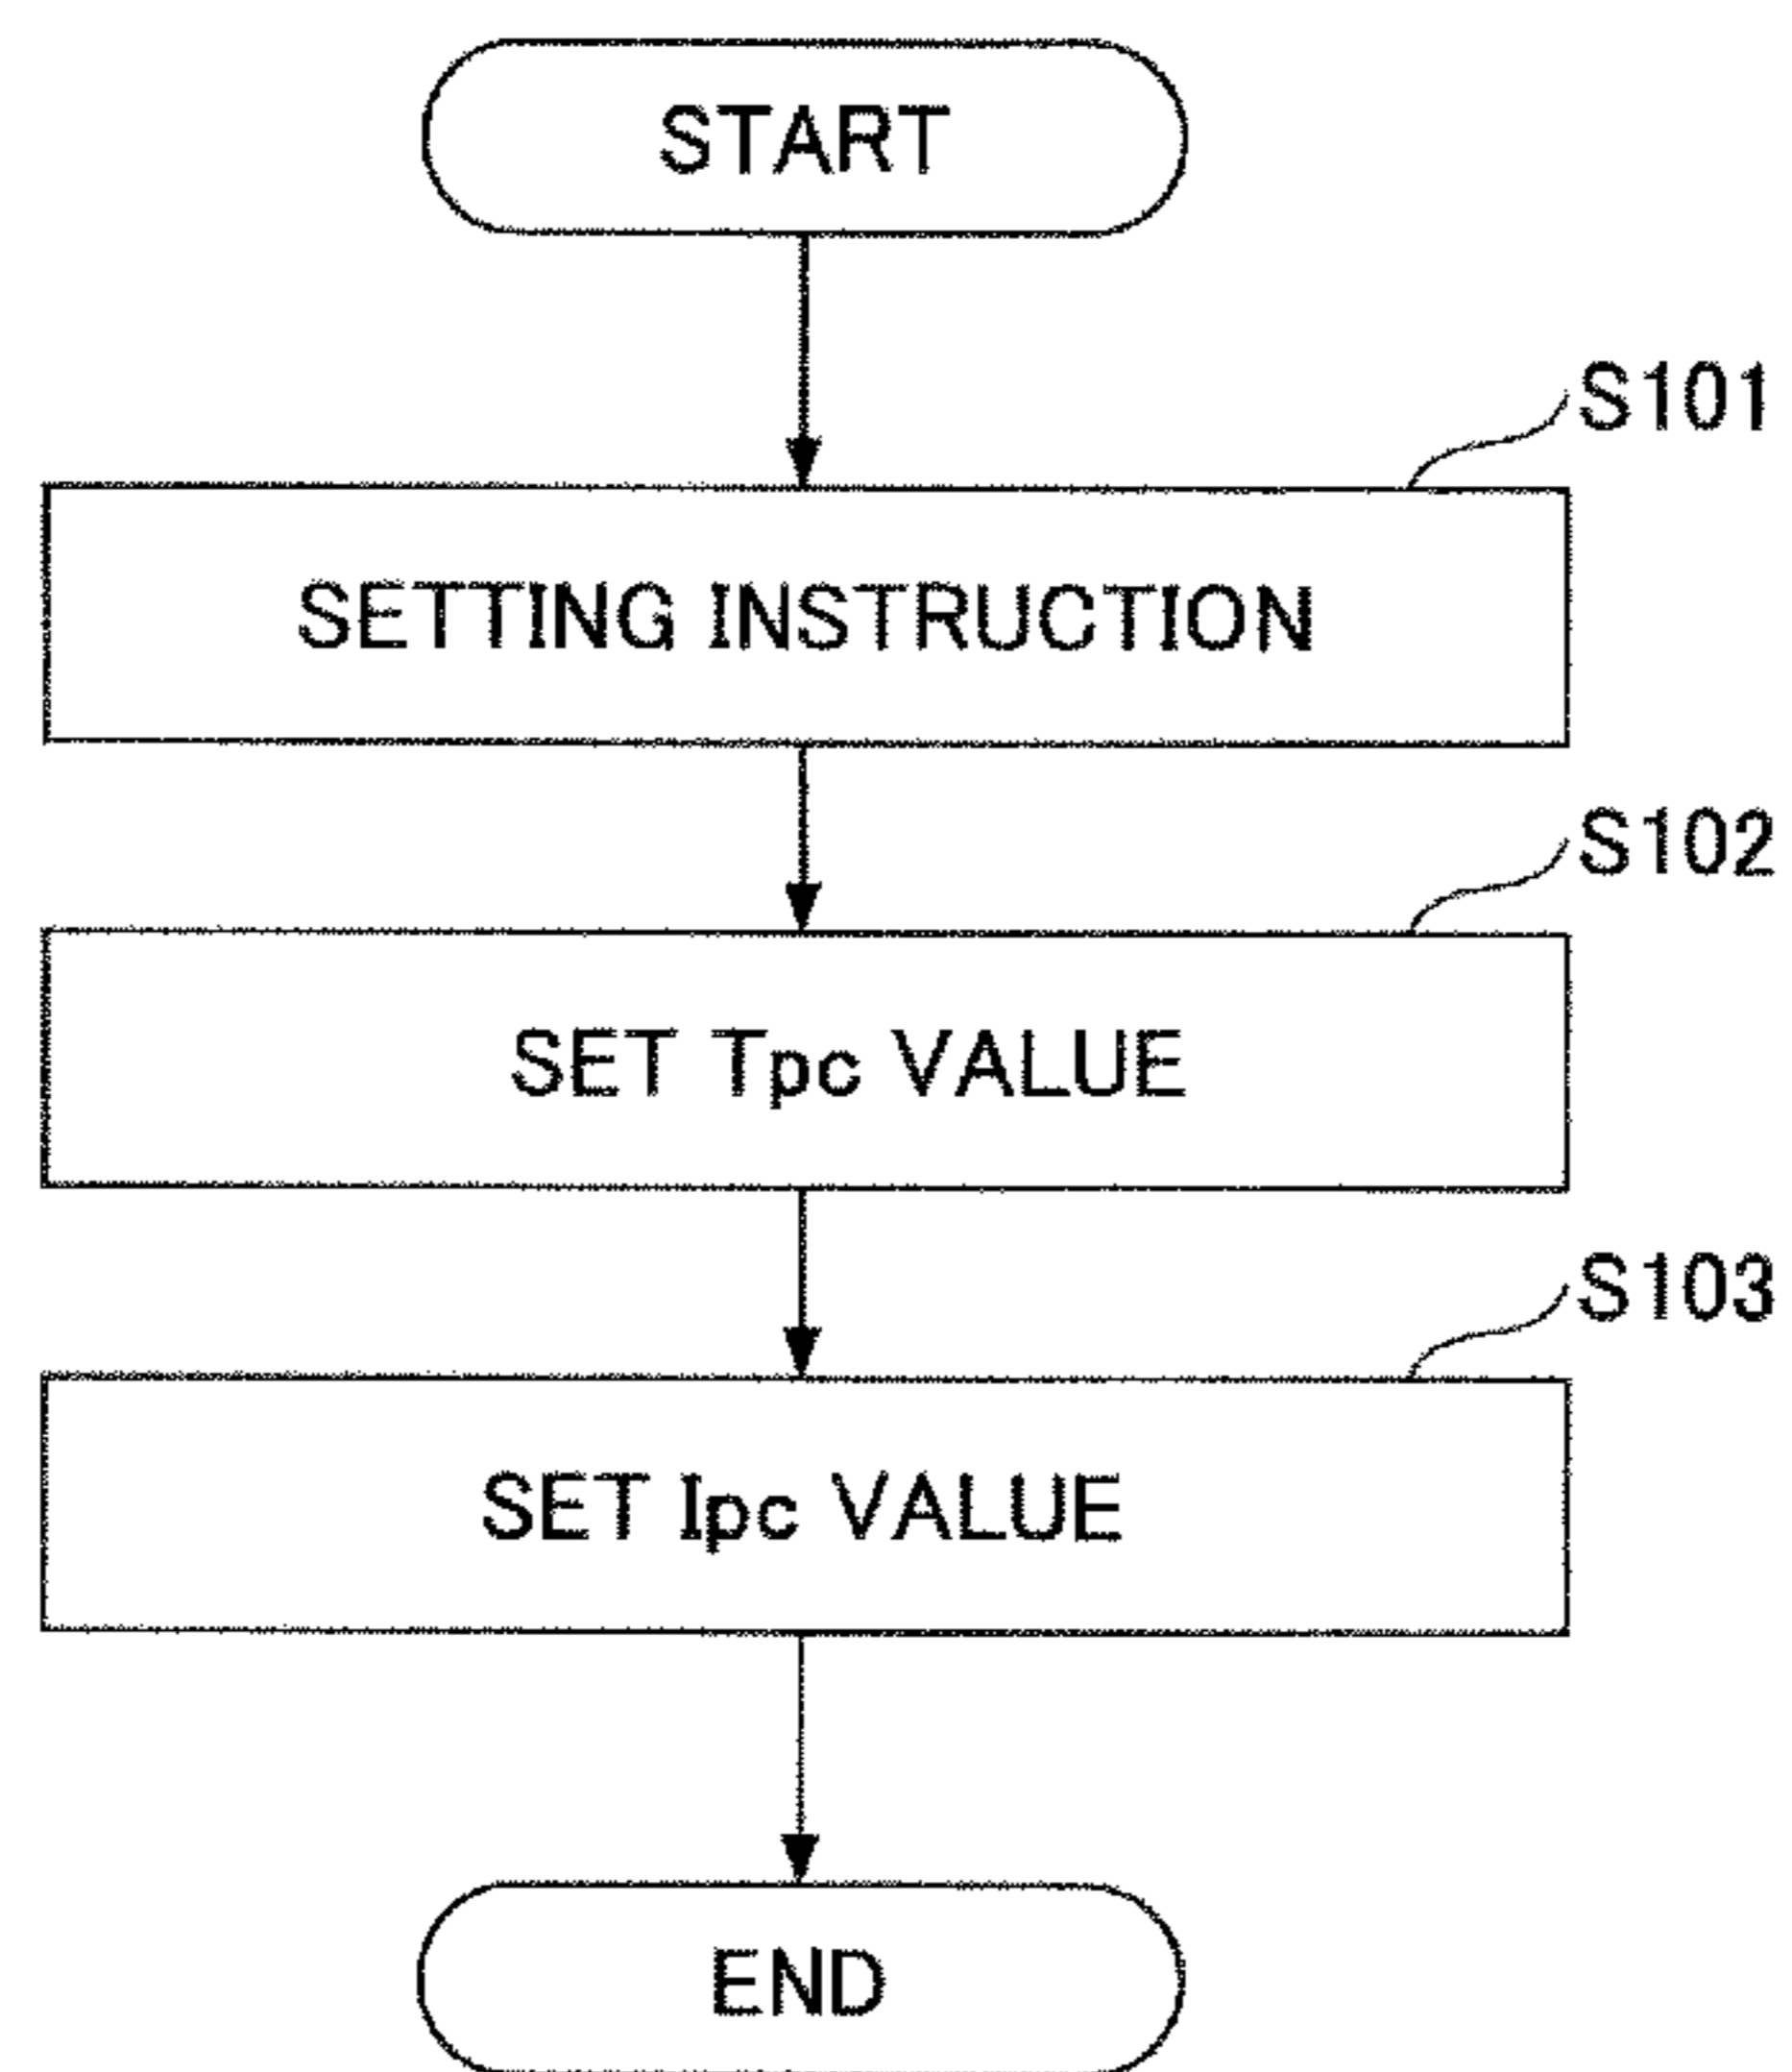 START
S101
SETTING INSTRUCTION
S102
SET Tpc VALUE
S103
SET Ipc VALUE
END